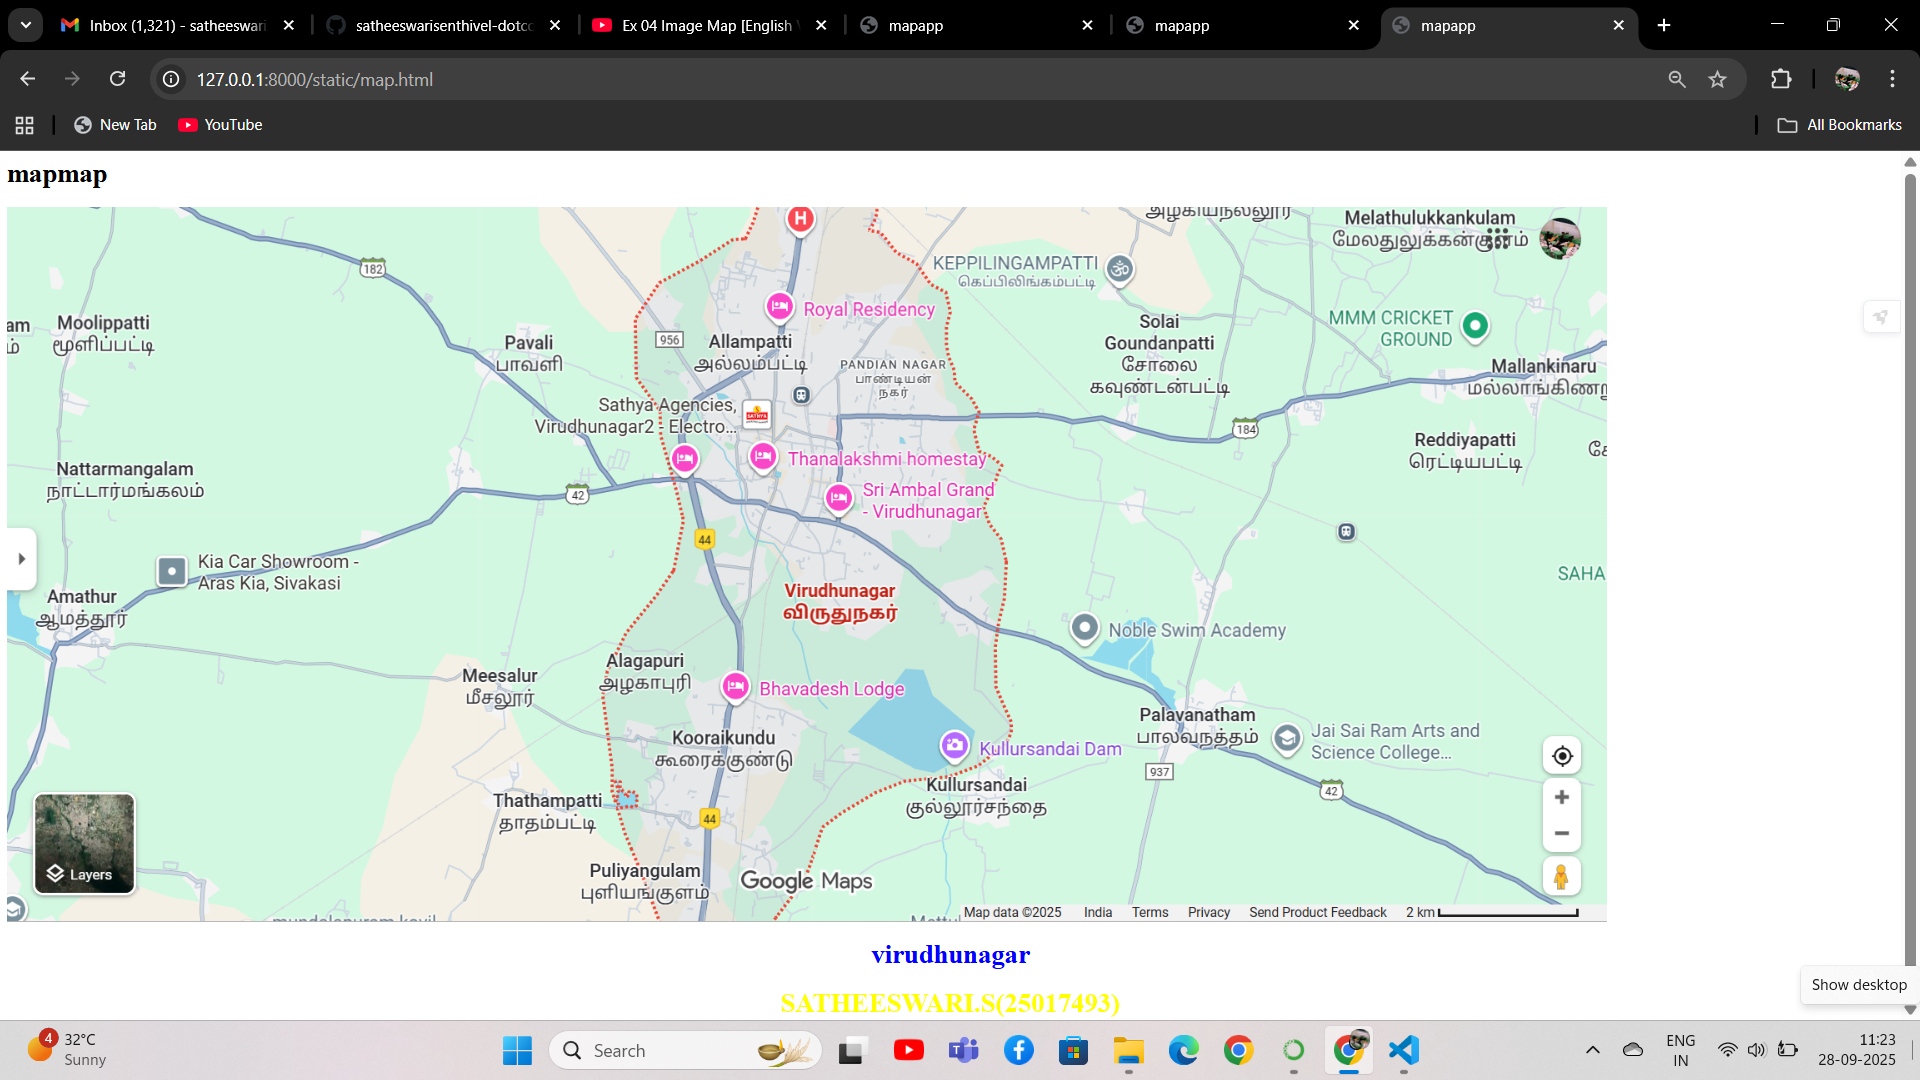 Inbox (1,321) - satheeswari
satheeswarisenthivel-dotco
Ex 04 Image Map [English
mapapp
mapapp
mapapp
127.0.0.1:8000/static/map.html
New Tab
YouTube
All Bookmarks
mapmap
H
அழகாயநல்லூர்
Melathulukkankulam
மேலதுலுக்கன்குளம்
182
KEPPILINGAMPATTI
கெப்பிலிங்கம்பட்டி
Royal Residency
Moolippatti
மூளிப்பட்டி
Pavali
பாவளி
956
Allampatti
அல்லம்பட்டி
PANDIAN NAGAR
பாண்டியன்
நகர்
Solai
Goundanpatti
சோலை
கவுண்டன்பட்டி
MMM CRICKET
GROUND
Mallankinaru
மல்லாங்கிணற
Sathya Agencies,
Virudhunagar2 - Electro...
SATHYA
184
Reddiyapatti
ரெட்டியபட்டி
Nattarmangalam
நாட்டார்மங்கலம்
42
Thanalakshmi homestay
Sri Ambal Grand
- Virudhunagar
44
Kia Car Showroom -
Aras Kia, Sivakasi
SAHA
Amathur
ஆமத்தூர்
Virudhunagar
விருதுநகர்
Noble Swim Academy
Meesalur
மீசலூர்
Alagapuri
அழகாபுரி
Bhavadesh Lodge
Palavanatham
பாலவநத்தம்
Jai Sai Ram Arts and
Science College...
Kooraikundu
கூரைக்குண்டு
Kullursandai Dam
937
Kullursandai
குல்லூர்சந்தை
42
Thathampatti
தாதம்பட்டி
44
Layers
Puliyangulam
புளியங்குளம்
Google Maps
Map data ©2025 India Terms Privacy Send Product Feedback 2 km
virudhunagar
SATHEESWARI.S(25017493)
Show desktop
4
32°C
Sunny
Search
ENG
IN
11:23
28-09-2025